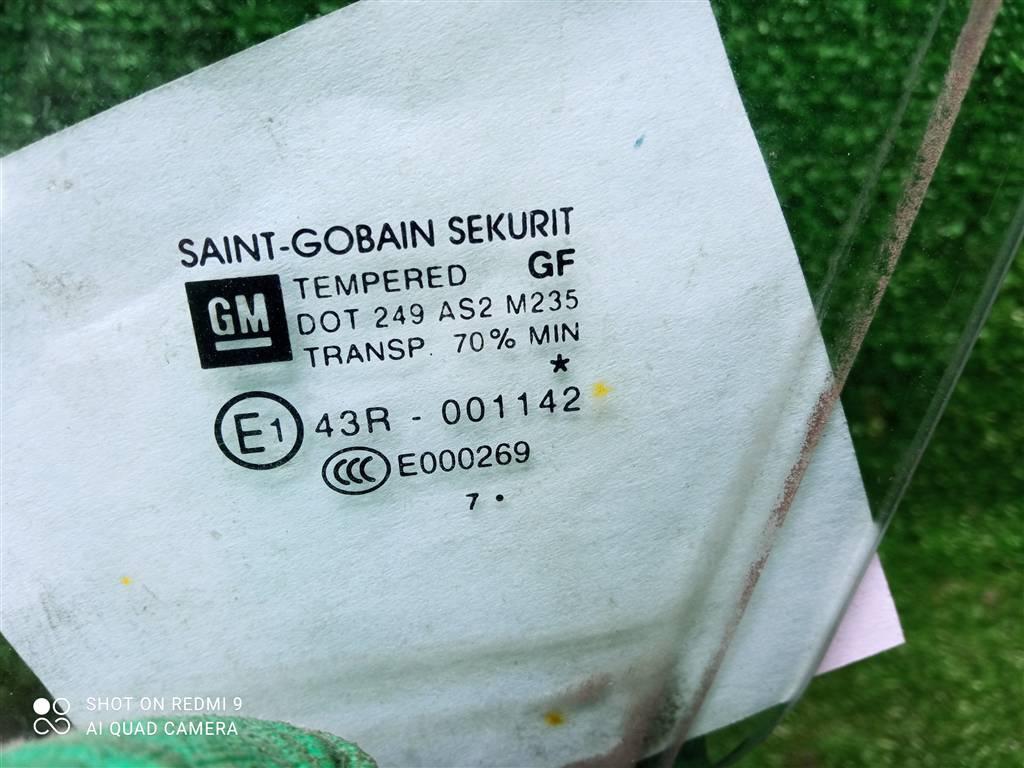 SAINT-GOBAIN SEKURIT
GM TEMPERED GF
DOT 249 AS2 M235
TRANSP. 70% MIN
*
E1 43R - 001142
CCC E000269
7 •
SHOT ON REDMI 9
AI QUAD CAMERA